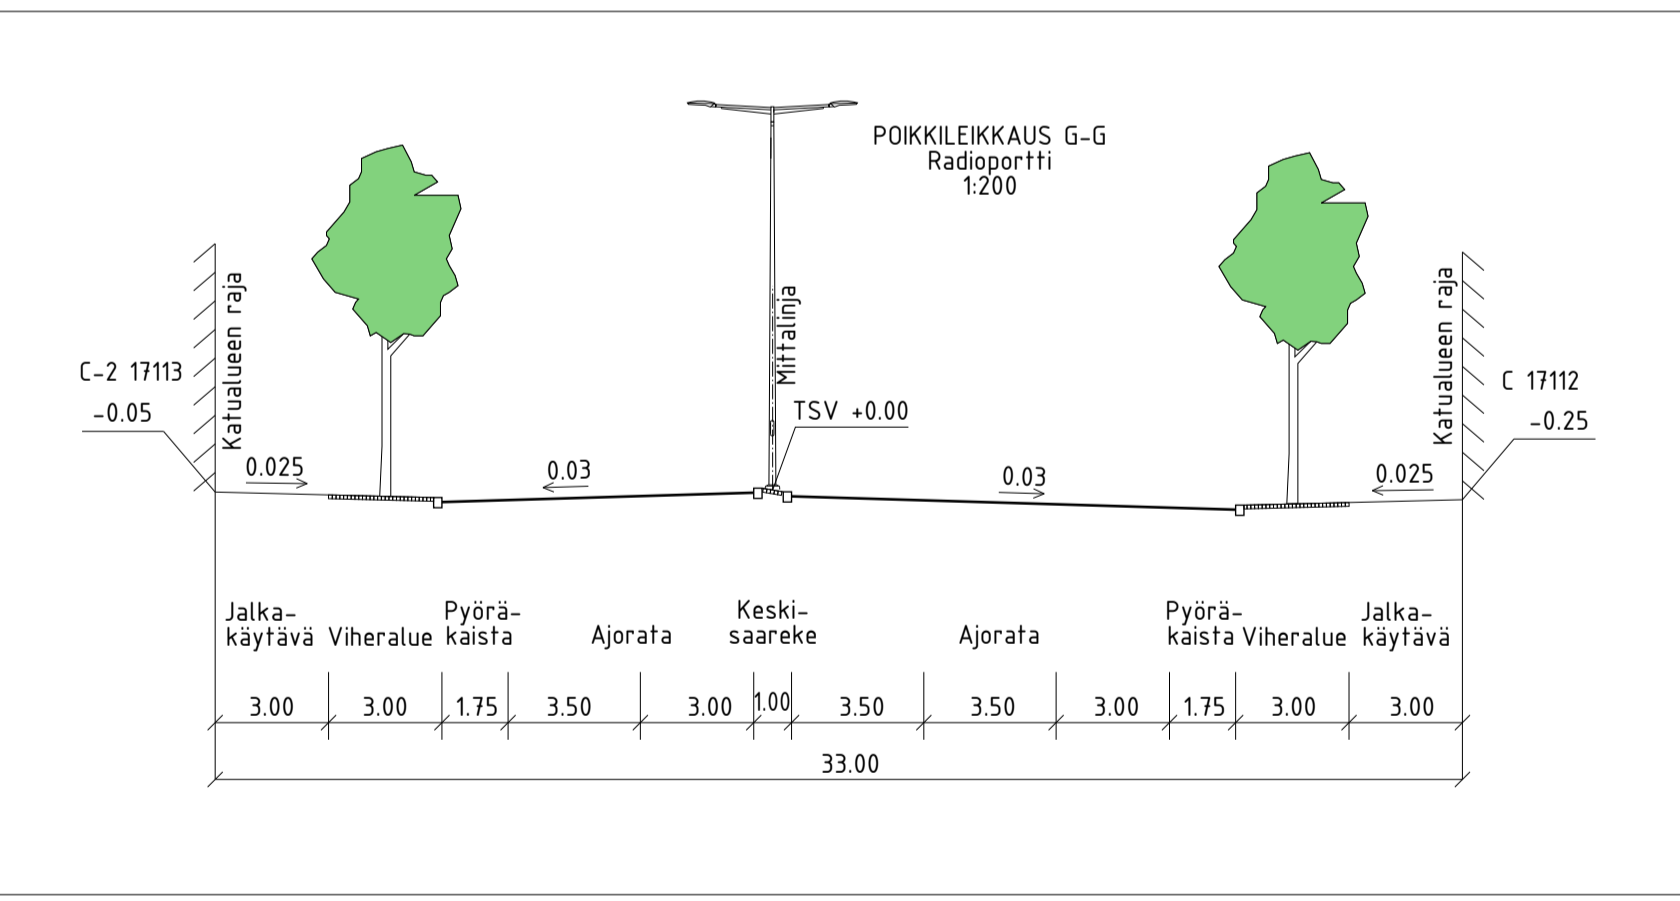 POIKKILEIKKAUS G-G
Radioportti
1:200
Katualueen raja
Mittalinja
Katualueen raja
C-2 17113
-0.05
TSV +0.00
C 17112
-0.25
0.025
0.03
0.03
0.025
Jalka-
käytävä
Viheralue
Pyörä-
kaista
Ajorata
Keski-
saareke
Ajorata
Pyörä-
kaista
Viheralue
Jalka-
käytävä
3.00
3.00
1.75
3.50
3.00
1.00
3.50
3.50
3.00
1.75
3.00
3.00
33.00